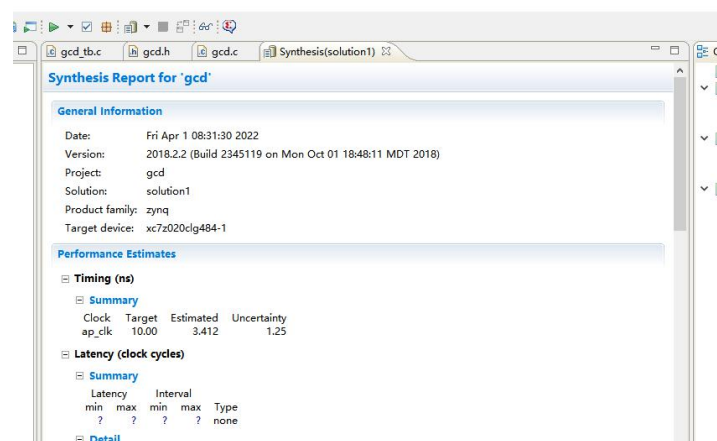 gcd_tb.c gcd.h gcd.c Synthesis(solution1)
Synthesis Report for 'gcd'
General Information
Date: Fri Apr 1 08:31:30 2022
Version: 2018.2.2 (Build 2345119 on Mon Oct 01 18:48:11 MDT 2018)
Project: gcd
Solution: solution1
Product family: zynq
Target device: xc7z020clg484-1
Performance Estimates
Timing (ns)
Summary
Clock Target Estimated Uncertainty
ap_clk 10.00 3.412 1.25
Latency (clock cycles)
Summary
Latency Interval
min max min max Type
? ? ? ? none
Detail